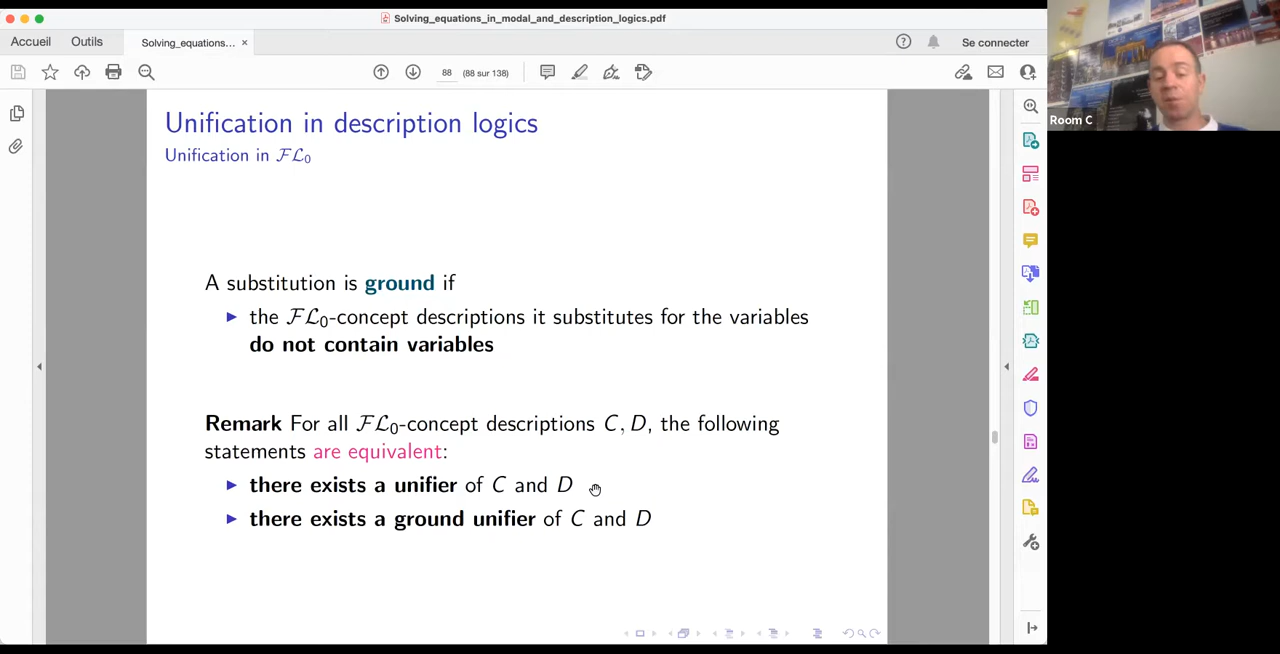 Solving_equations_in_modal_and_description_logics.pdf
Accueil Outils Solving_equations... × Se connecter
88 (88 sur 138)
Room C
Unification in description logics
Unification in ℱℒ₀
A substitution is ground if
▶ the ℱℒ₀-concept descriptions it substitutes for the variables
do not contain variables
Remark For all ℱℒ₀-concept descriptions C, D, the following
statements are equivalent:
▶ there exists a unifier of C and D
▶ there exists a ground unifier of C and D